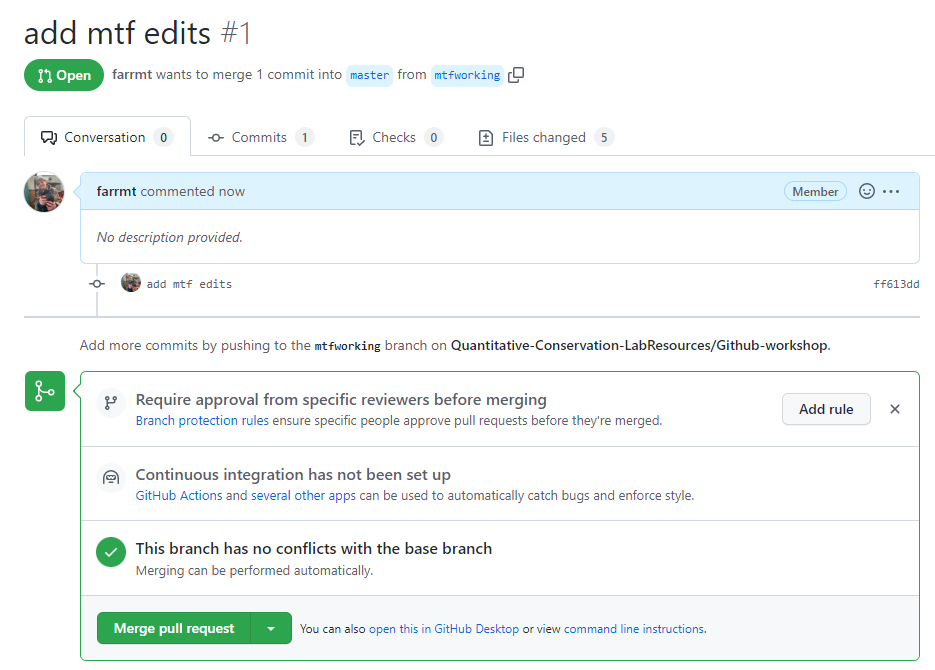 add mtf edits #1
Open farrmt wants to merge 1 commit into master from mtfworking
Conversation 0 Commits 1 Checks 0 Files changed 5
farrmt commented now Member
No description provided.
add mtf edits ff613dd
Add more commits by pushing to the mtfworking branch on Quantitative-Conservation-LabResources/Github-workshop.
Require approval from specific reviewers before merging
Branch protection rules ensure specific people approve pull requests before they're merged.
Add rule
Continuous integration has not been set up
GitHub Actions and several other apps can be used to automatically catch bugs and enforce style.
This branch has no conflicts with the base branch
Merging can be performed automatically.
Merge pull request You can also open this in GitHub Desktop or view command line instructions.